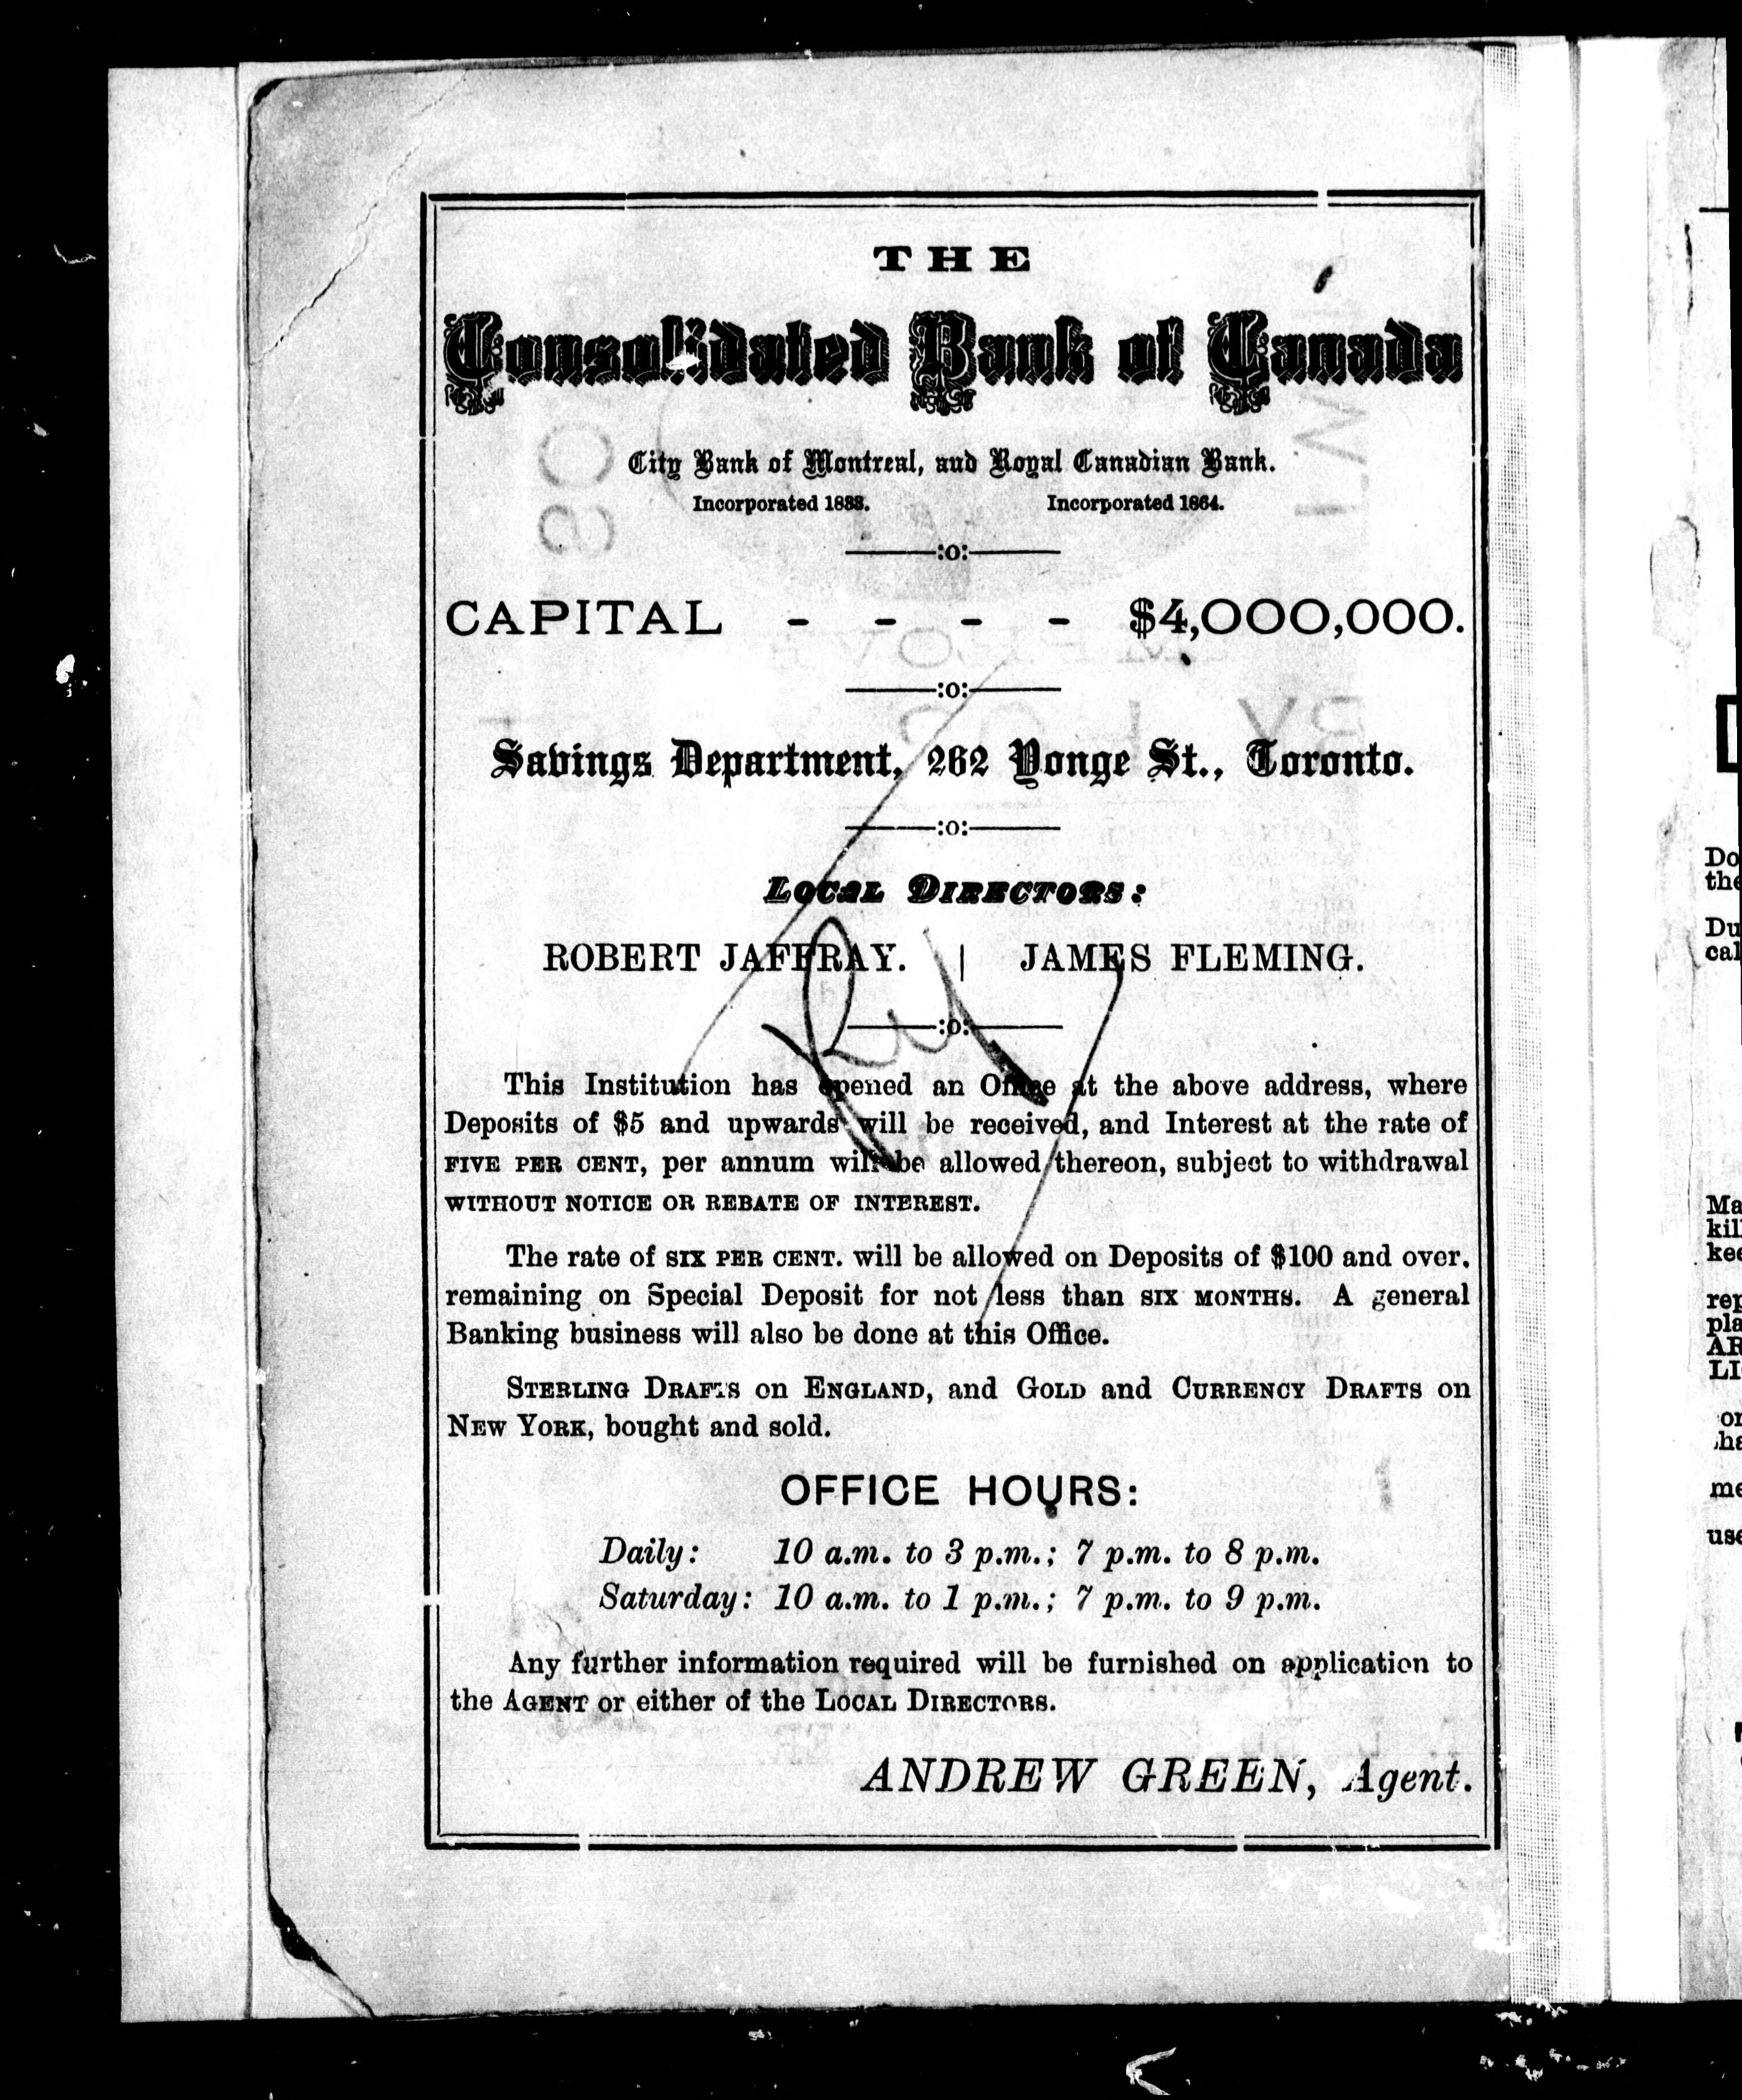 THE
Consolidated Bank of Canada
City Bank of Montreal, and Royal Canadian Bank.
Incorporated 1833. Incorporated 1864.
:o:
CAPITAL - - - - $4,000,000.
:o:
Savings Department, 262 Yonge St., Toronto.
:o:
LOCAL DIRECTORS:
ROBERT JAFFRAY. | JAMES FLEMING.
:o:
This Institution has opened an Office at the above address, where
Deposits of $5 and upwards will be received, and Interest at the rate of
FIVE PER CENT, per annum will be allowed thereon, subject to withdrawal
WITHOUT NOTICE OR REBATE OF INTEREST.
The rate of SIX PER CENT. will be allowed on Deposits of $100 and over,
remaining on Special Deposit for not less than SIX MONTHS. A general
Banking business will also be done at this Office.
STERLING DRAFTS on ENGLAND, and GOLD and CURRENCY DRAFTS on
NEW YORK, bought and sold.
OFFICE HOURS:
Daily: 10 a.m. to 3 p.m.; 7 p.m. to 8 p.m.
Saturday: 10 a.m. to 1 p.m.; 7 p.m. to 9 p.m.
Any further information required will be furnished on application to
the AGENT or either of the LOCAL DIRECTORS.
ANDREW GREEN, Agent.